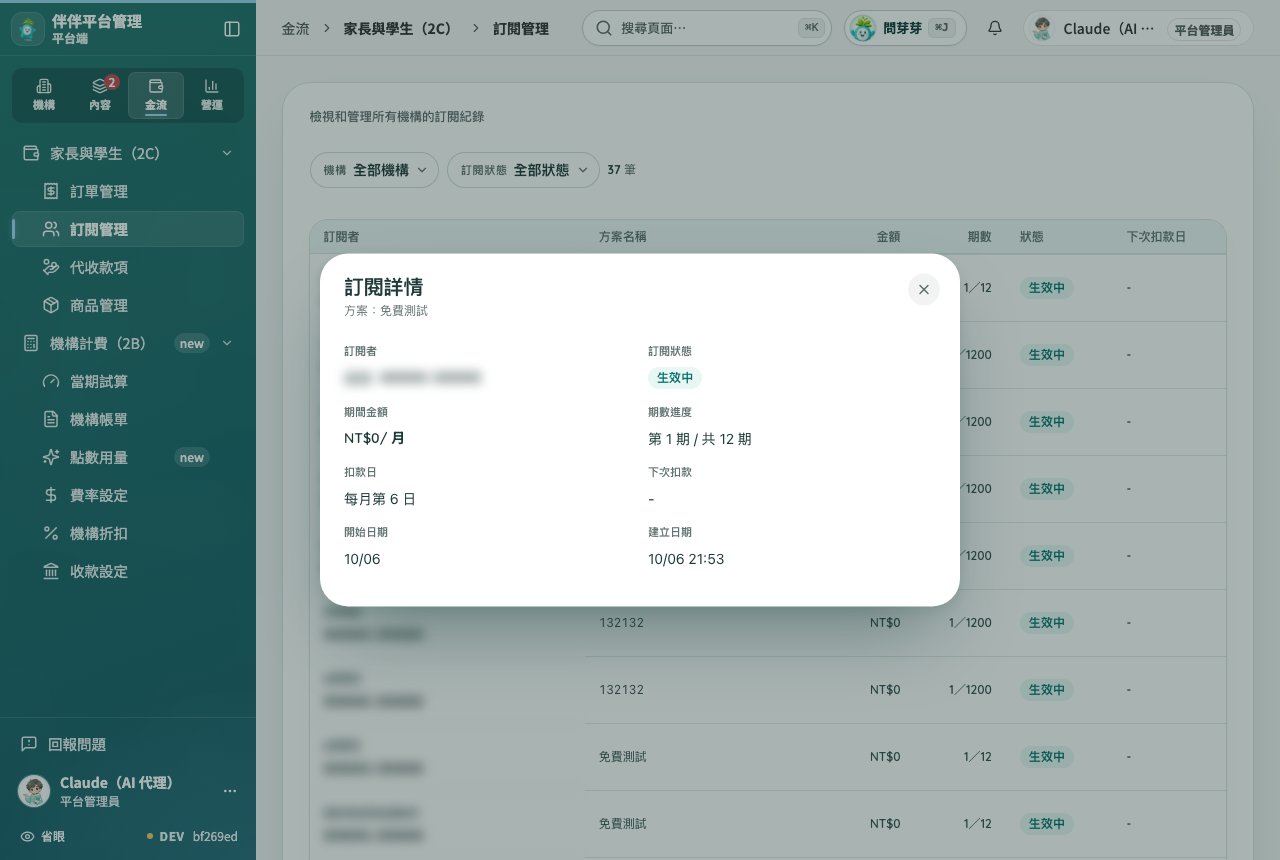 伴伴平台管理
平台端
機構
2
內容
金流
營運
家長與學生（2C）
訂單管理
訂閱管理
代收款項
商品管理
機構計費（2B） new
當期試算
機構帳單
點數用量 new
費率設定
機構折扣
收款設定
回報問題
Claude（AI 代理）
平台管理員
省眼 DEV bf269ed
金流 家長與學生（2C） 訂閱管理
搜尋頁面… ⌘K
問芽芽 ⌘J
Claude（AI … 平台管理員
檢視和管理所有機構的訂閱紀錄
機構 全部機構 訂閱狀態 全部狀態 37 筆
訂閱者 方案名稱 金額 期數 狀態 下次扣款日
1／12 生效中 -
／1200 生效中 -
／1200 生效中 -
／1200 生效中 -
／1200 生效中 -
132132 NT$0 1／1200 生效中 -
132132 NT$0 1／1200 生效中 -
免費測試 NT$0 1／12 生效中 -
免費測試 NT$0 1／12 生效中 -
訂閱詳情
方案：免費測試
訂閱者
訂閱狀態
生效中
期間金額
NT$0/ 月
期數進度
第 1 期 / 共 12 期
扣款日
每月第 6 日
下次扣款
-
開始日期
10/06
建立日期
10/06 21:53